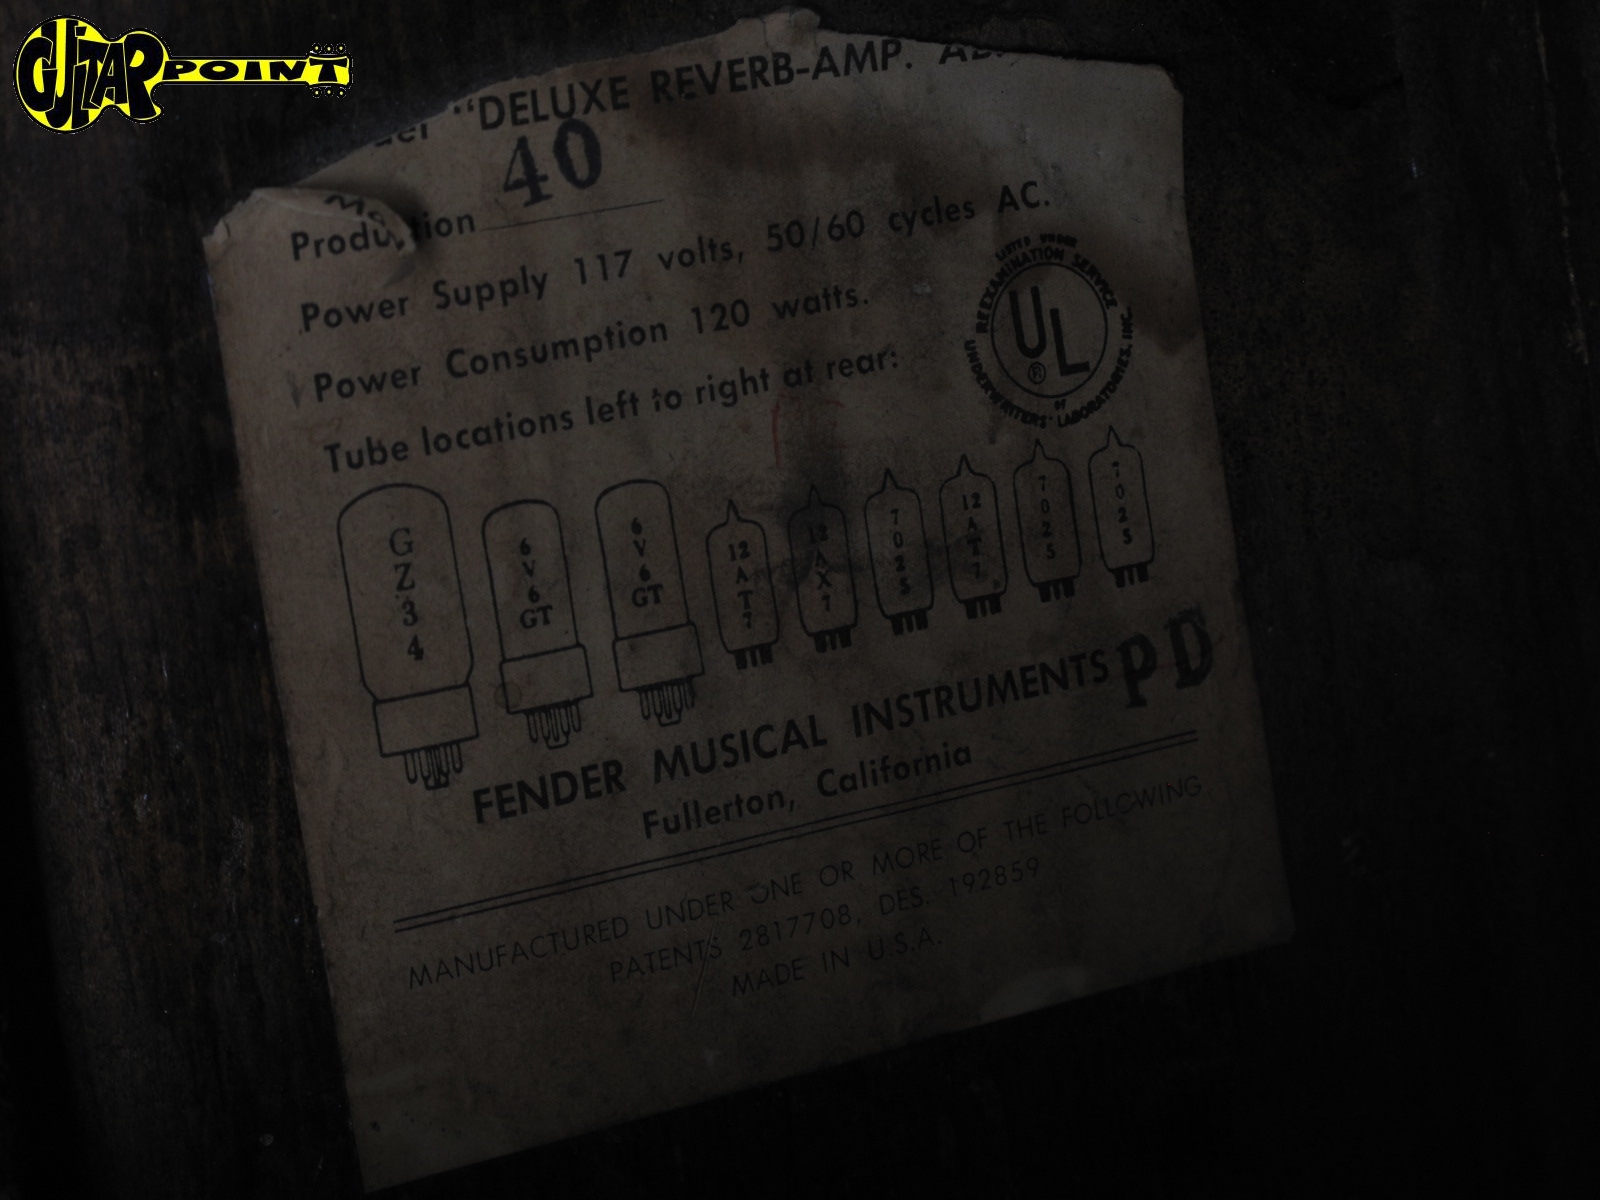 GUITAR POINT
"DELUXE REVERB-AMP.
Production 40
Power Supply 117 volts, 50/60 cycles AC.
Power Consumption 120 watts.
Tube locations left to right at rear:
LISTED UNDER REEXAMINATION SERVICE
UL ®
BY UNDERWRITERS' LABORATORIES, INC.
GZ34 6V6GT 6V6GT 12AT7 12AX7 7025 12AT7 7025 7025
FENDER MUSICAL INSTRUMENTS PD
Fullerton, California
MANUFACTURED UNDER ONE OR MORE OF THE FOLLOWING
PATENTS 2817708, DES. 192859
MADE IN U.S.A.